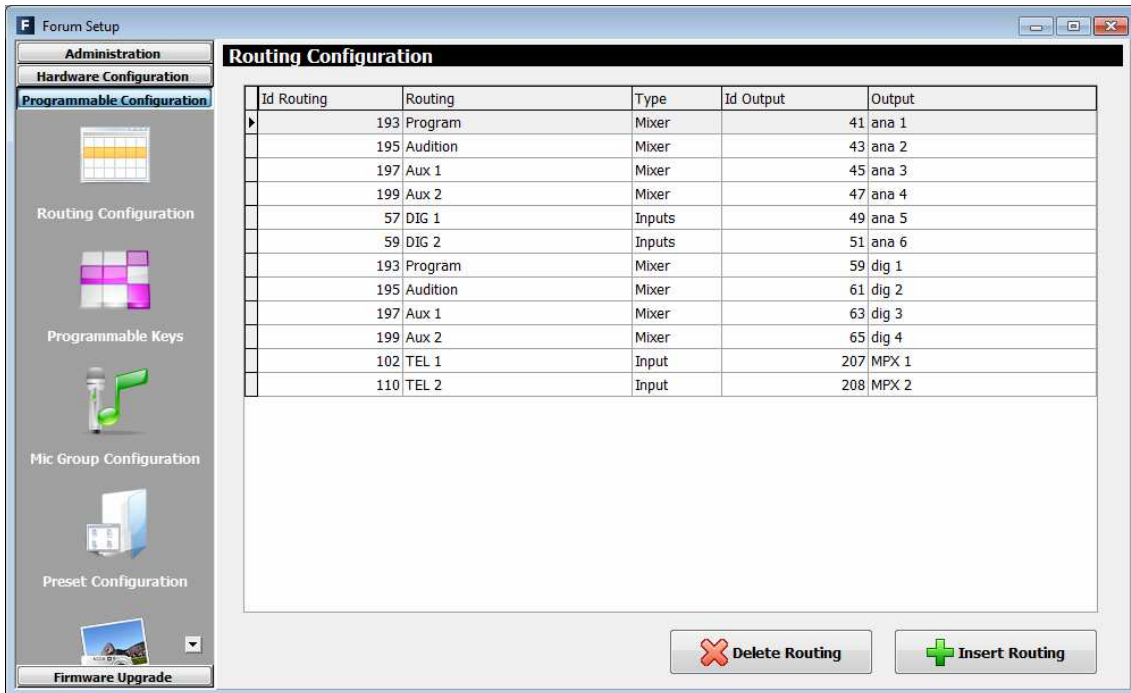 F Forum Setup
Administration
Hardware Configuration
Programmable Configuration
Routing Configuration
Programmable Keys
Mic Group Configuration
Preset Configuration
Firmware Upgrade
Routing Configuration
Id Routing Routing Type Id Output Output
193 Program Mixer 41 ana 1
195 Audition Mixer 43 ana 2
197 Aux 1 Mixer 45 ana 3
199 Aux 2 Mixer 47 ana 4
57 DIG 1 Inputs 49 ana 5
59 DIG 2 Inputs 51 ana 6
193 Program Mixer 59 dig 1
195 Audition Mixer 61 dig 2
197 Aux 1 Mixer 63 dig 3
199 Aux 2 Mixer 65 dig 4
102 TEL 1 Input 207 MPX 1
110 TEL 2 Input 208 MPX 2
Delete Routing Insert Routing